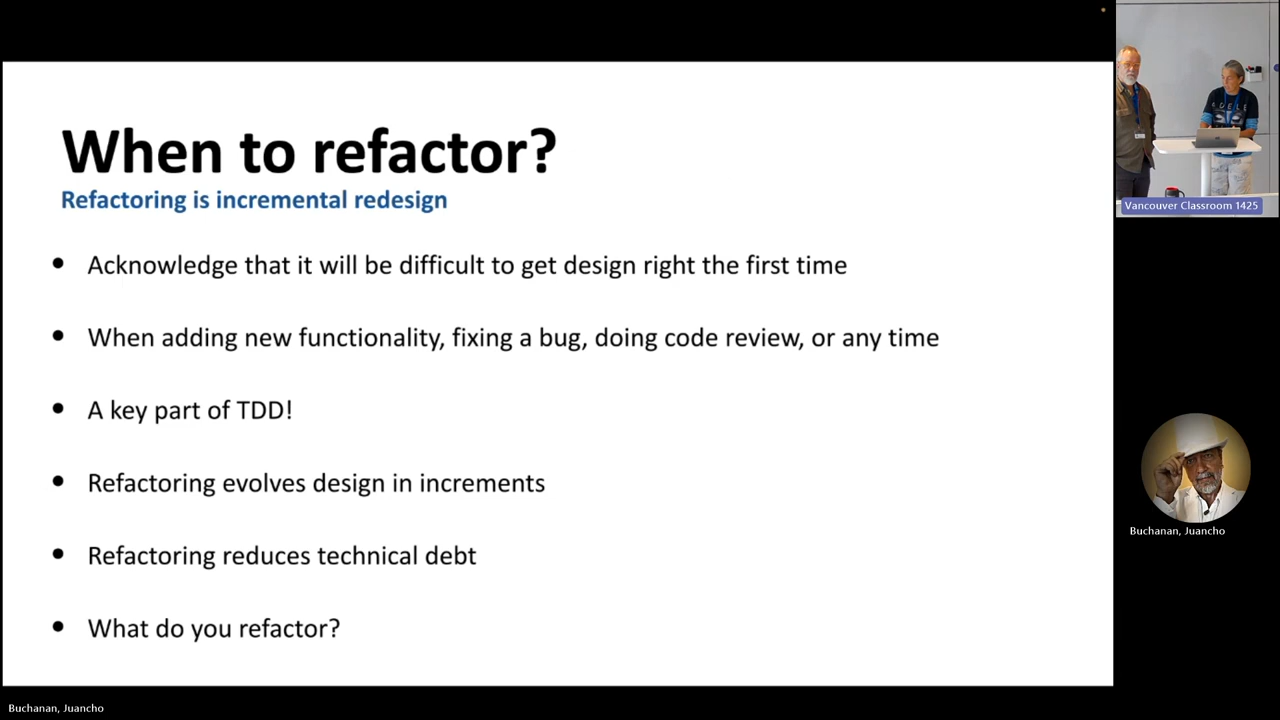 When to refactor?
Refactoring is incremental redesign
• Acknowledge that it will be difficult to get design right the first time
• When adding new functionality, fixing a bug, doing code review, or any time
• A key part of TDD!
• Refactoring evolves design in increments
• Refactoring reduces technical debt
• What do you refactor?
ADELE
Vancouver Classroom 1425
Buchanan, Juancho
Buchanan, Juancho